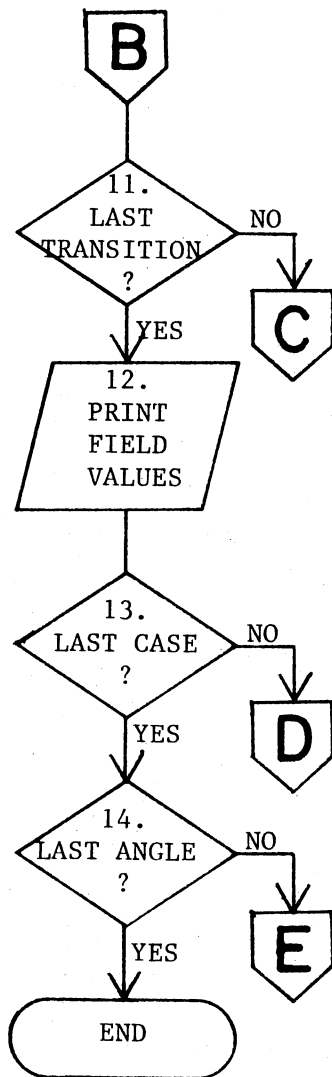 B
11.
LAST
TRANSITION
?
NO
C
YES
12.
PRINT
FIELD
VALUES
13.
LAST CASE
?
NO
D
YES
14.
LAST ANGLE
?
NO
E
YES
END